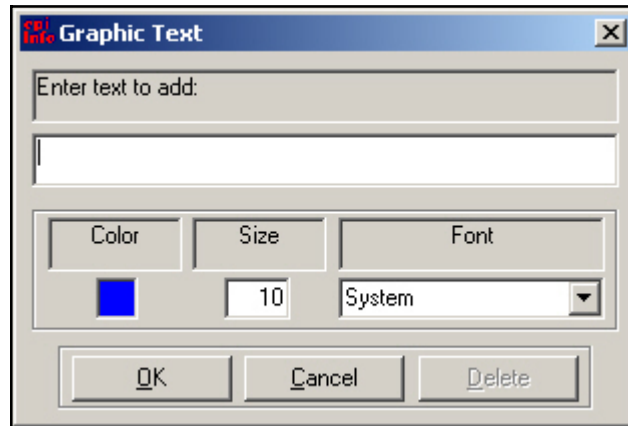 epi
info Graphic Text
Enter text to add:
Color Size Font
10 System
OK Cancel Delete